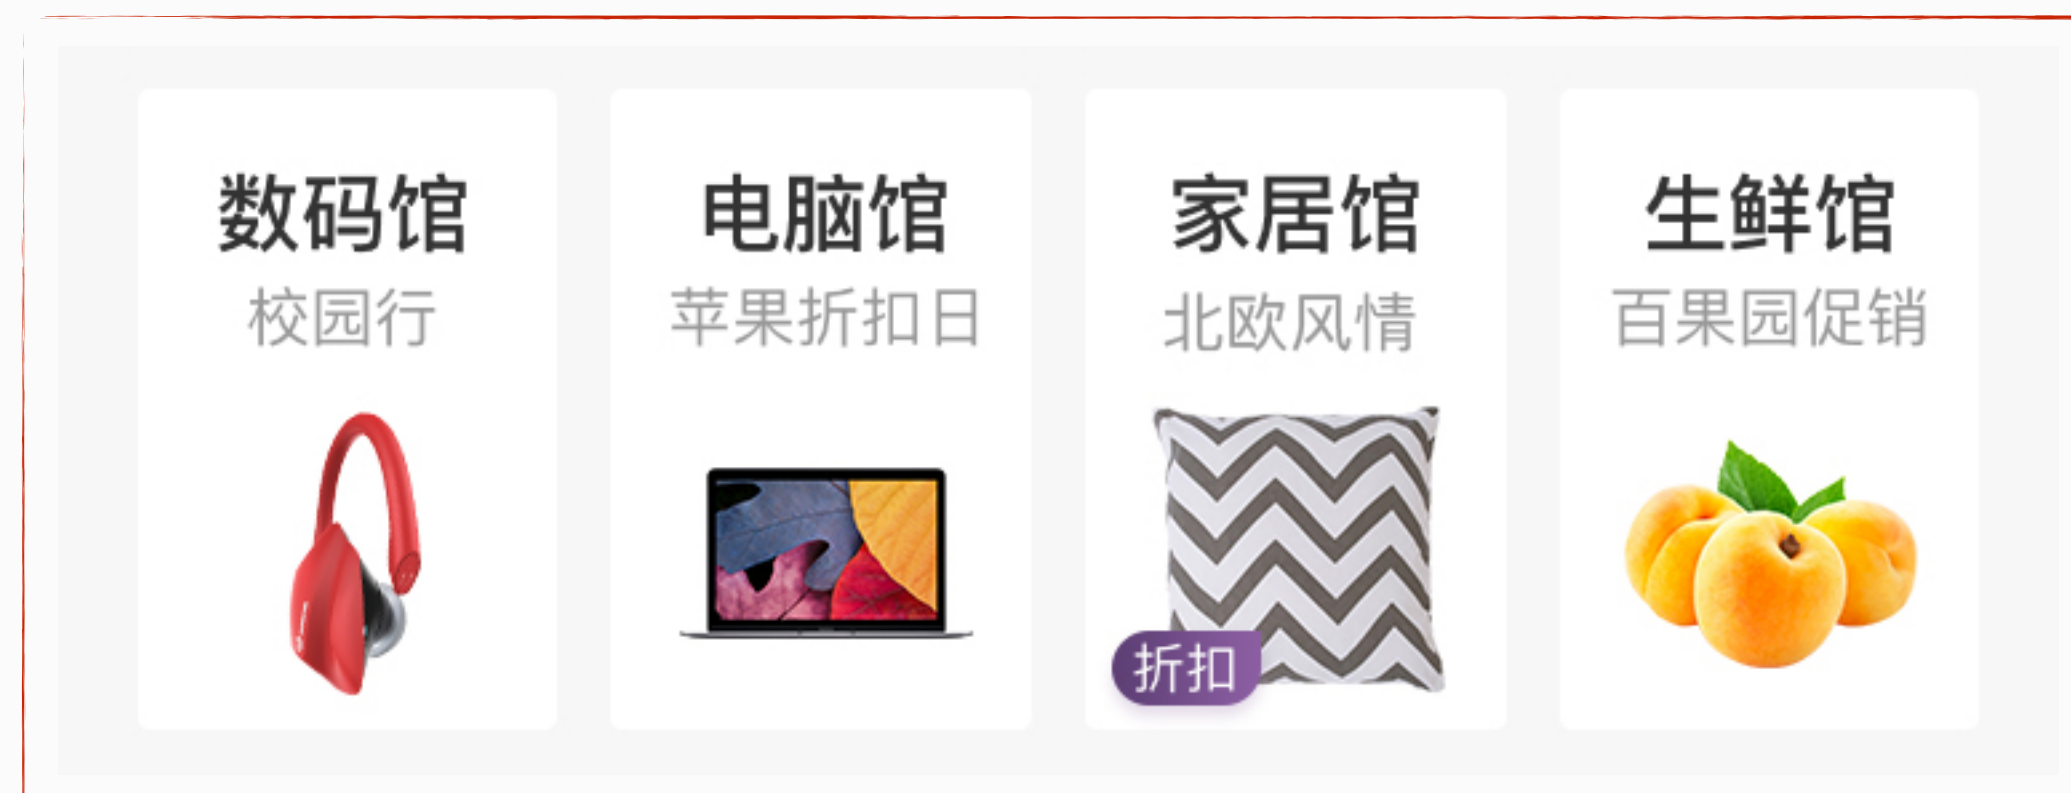 数码馆
校园行
电脑馆
苹果折扣日
家居馆
北欧风情
折扣
生鲜馆
百果园促销